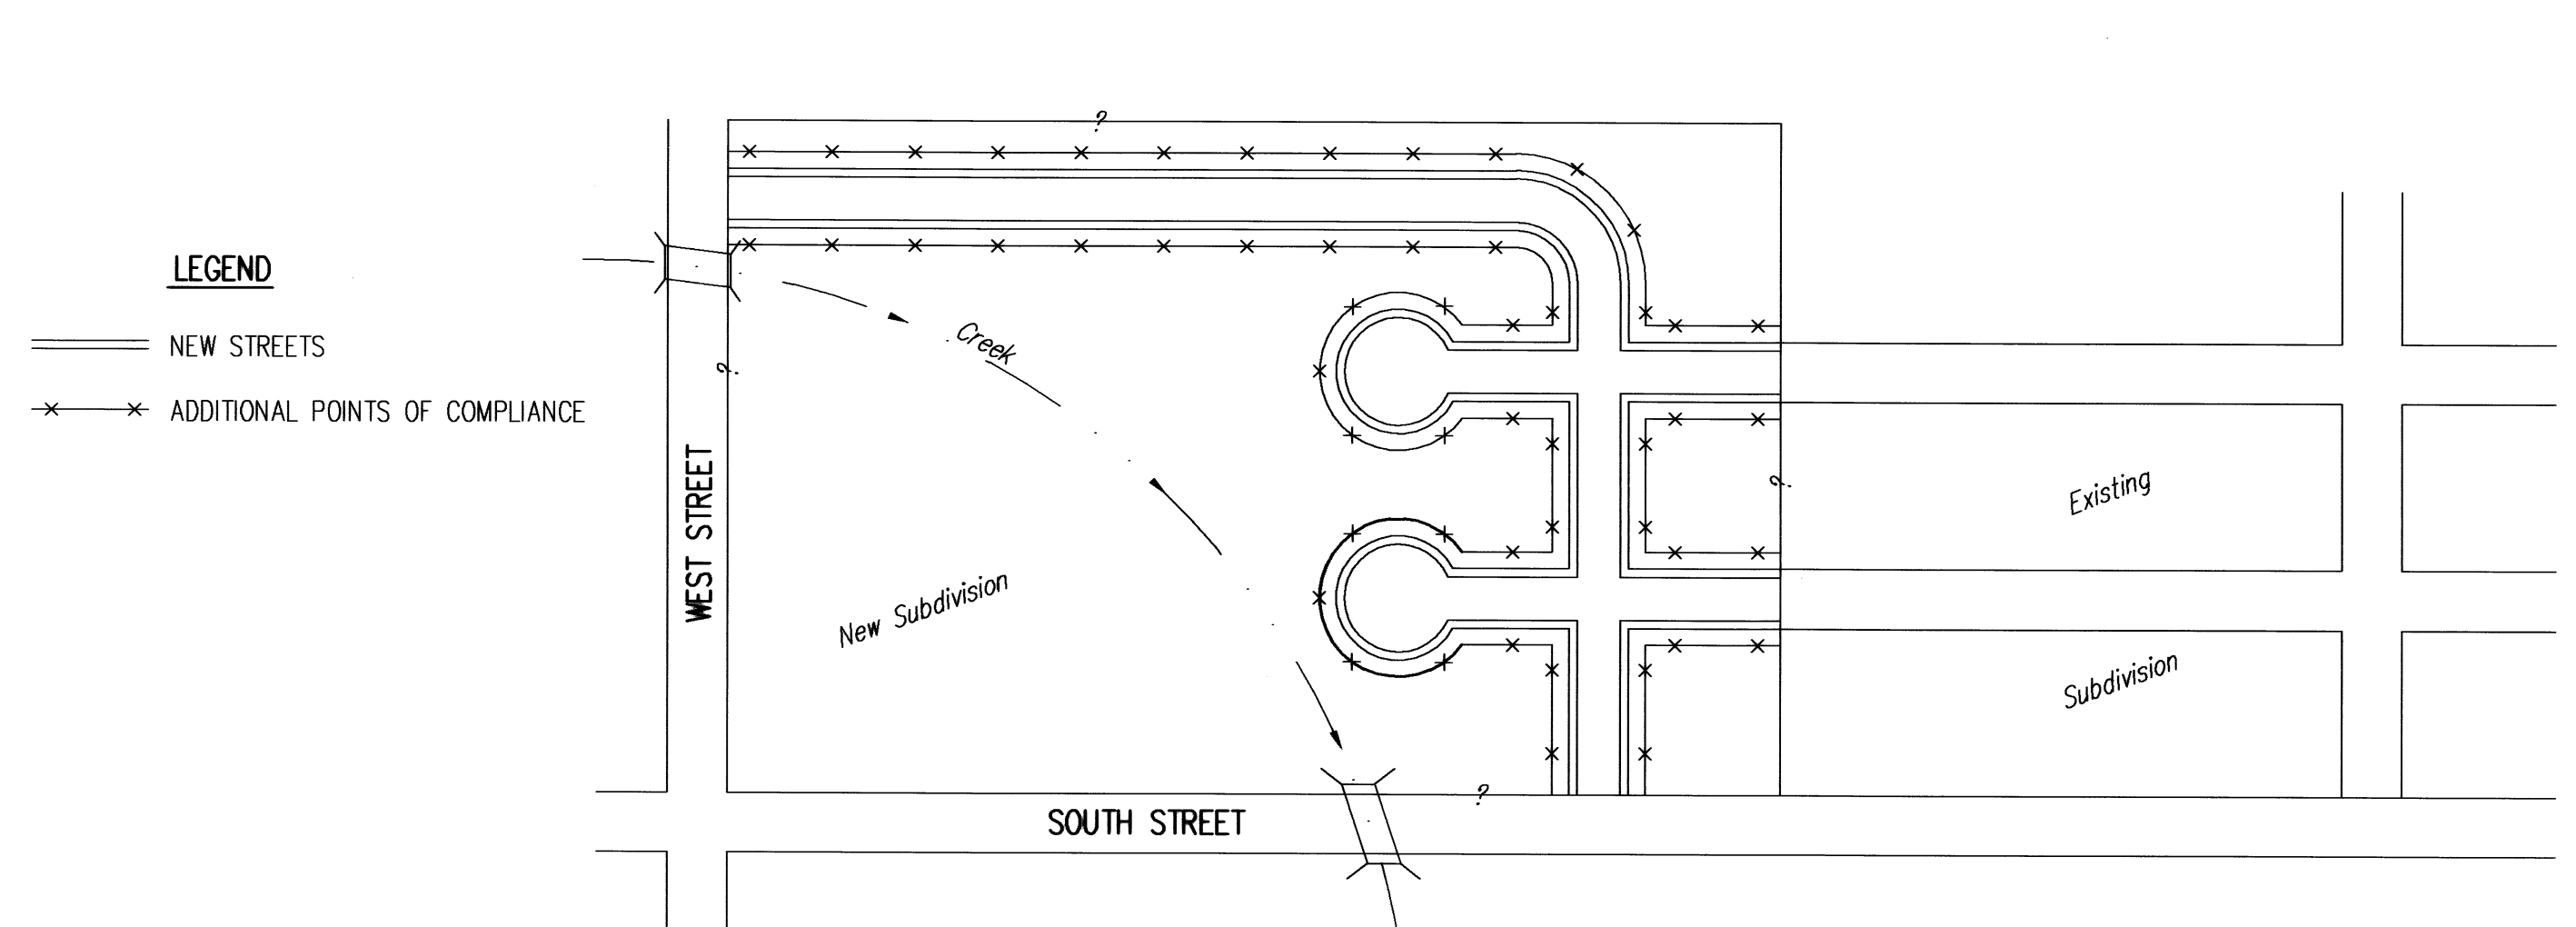 ?
LEGEND
NEW STREETS
ADDITIONAL POINTS OF COMPLIANCE
Creek
?
WEST STREET
New Subdivision
?
Existing
Subdivision
?
SOUTH STREET